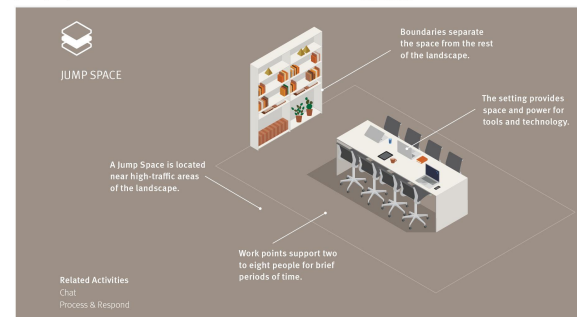 JUMP SPACE
Boundaries separate
the space from the rest
of the landscape.
The setting provides
space and power for
tools and technology.
A Jump Space is located
near high-traffic areas
of the landscape.
Work points support two
to eight people for brief
periods of time.
Related Activities
Chat
Process & Respond